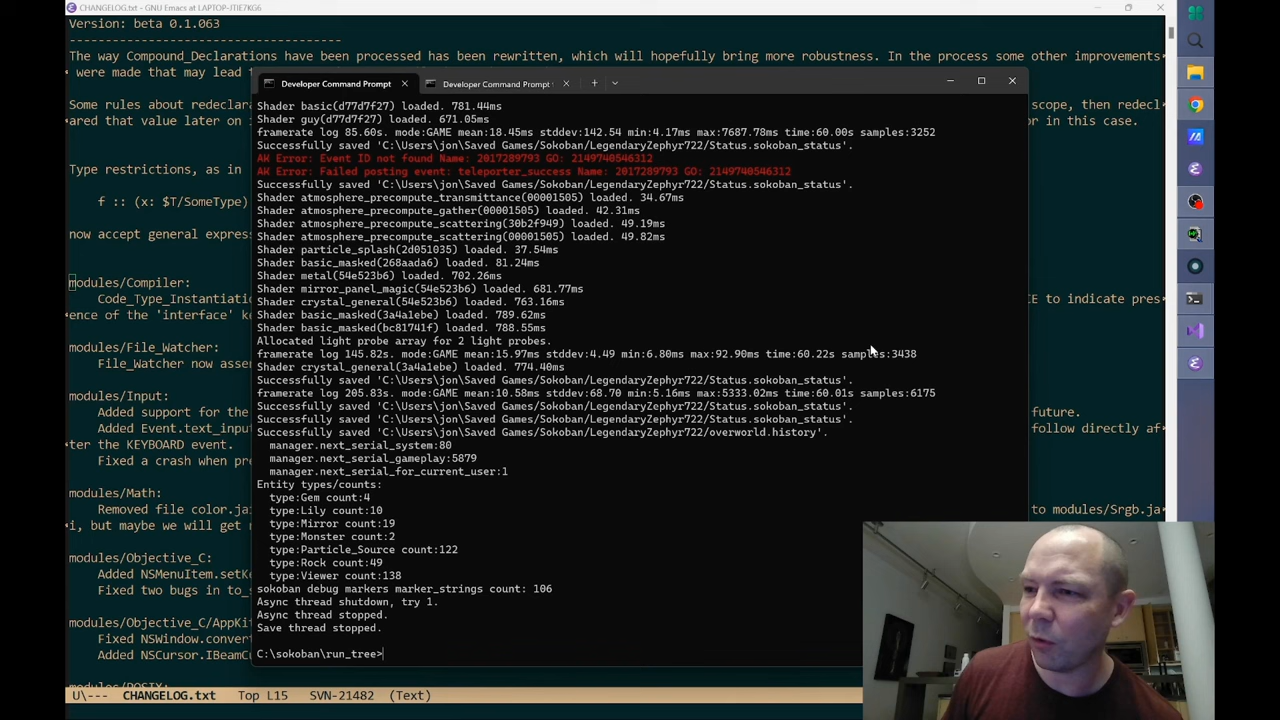 CHANGELOG.txt - GNU Emacs at LAPTOP-JTIE7KG6
Version: beta 0.1.063
-----------------------------------
The way Compound_Declarations have been processed has been rewritten, which will hopefully bring more robustness. In the process some other improvements
were made that may lead
Some rules about redeclar
scope, then redecl
ared that value later on i
or in this case.
Type restrictions, as in
f :: (x: $T/SomeType)
now accept general express
modules/Compiler:
Code_Type_Instantiati
CE to indicate pres
ence of the 'interface' k
modules/File_Watcher:
File_Watcher now asse
modules/Input:
Added support for the
future.
Added Event.text_inpu
follow directly af
ter the KEYBOARD event.
Fixed a crash when pr
modules/Math:
Removed file color.jai
to modules/Srgb.ja
i, but maybe we will get
modules/Objective_C:
Added NSMenuItem.setKe
Fixed two bugs in to_s
modules/Objective_C/AppKit
Fixed NSWindow.convert
Added NSCursor.IBeamCu
modules/POSIX:
U\--- CHANGELOG.txt Top L15 SVN-21482 (Text)
Developer Command Prompt
Developer Command Prompt
Shader basic(d77d7f27) loaded. 781.44ms
Shader guy(d77d7f27) loaded. 671.05ms
framerate log 85.60s. mode:GAME mean:18.45ms stddev:142.54 min:4.17ms max:7687.78ms time:60.00s samples:3252
Successfully saved 'C:\Users\jon\Saved Games/Sokoban/LegendaryZephyr722/Status.sokoban_status'.
AK Error: Event ID not found Name: 2017289793 GO: 2149740546312
AK Error: Failed posting event: teleporter_success Name: 2017289793 GO: 2149740546312
Successfully saved 'C:\Users\jon\Saved Games/Sokoban/LegendaryZephyr722/Status.sokoban_status'.
Shader atmosphere_precompute_transmittance(00001505) loaded. 34.67ms
Shader atmosphere_precompute_gather(00001505) loaded. 42.31ms
Shader atmosphere_precompute_scattering(30b2f949) loaded. 49.19ms
Shader atmosphere_precompute_scattering(00001505) loaded. 49.82ms
Shader particle_splash(2d051035) loaded. 37.54ms
Shader basic_masked(268aada6) loaded. 81.24ms
Shader metal(54e523b6) loaded. 702.26ms
Shader mirror_panel_magic(54e523b6) loaded. 681.77ms
Shader crystal_general(54e523b6) loaded. 763.16ms
Shader basic_masked(3a4a1ebe) loaded. 789.62ms
Shader basic_masked(bc81741f) loaded. 788.55ms
Allocated light probe array for 2 light probes.
framerate log 145.82s. mode:GAME mean:15.97ms stddev:4.49 min:6.80ms max:92.90ms time:60.22s samples:3438
Shader crystal_general(3a4a1ebe) loaded. 774.40ms
Successfully saved 'C:\Users\jon\Saved Games/Sokoban/LegendaryZephyr722/Status.sokoban_status'.
framerate log 205.83s. mode:GAME mean:10.58ms stddev:68.70 min:5.16ms max:5333.02ms time:60.01s samples:6175
Successfully saved 'C:\Users\jon\Saved Games/Sokoban/LegendaryZephyr722/Status.sokoban_status'.
Successfully saved 'C:\Users\jon\Saved Games/Sokoban/LegendaryZephyr722/Status.sokoban_status'.
Successfully saved 'C:\Users\jon\Saved Games/Sokoban/LegendaryZephyr722/overworld.history'.
manager.next_serial_system:80
manager.next_serial_gameplay:5879
manager.next_serial_for_current_user:1
Entity types/counts:
type:Gem count:4
type:Lily count:10
type:Mirror count:19
type:Monster count:2
type:Particle_Source count:122
type:Rock count:49
type:Viewer count:138
sokoban debug markers marker_strings count: 106
Async thread shutdown, try 1.
Async thread stopped.
Save thread stopped.
C:\sokoban\run_tree>